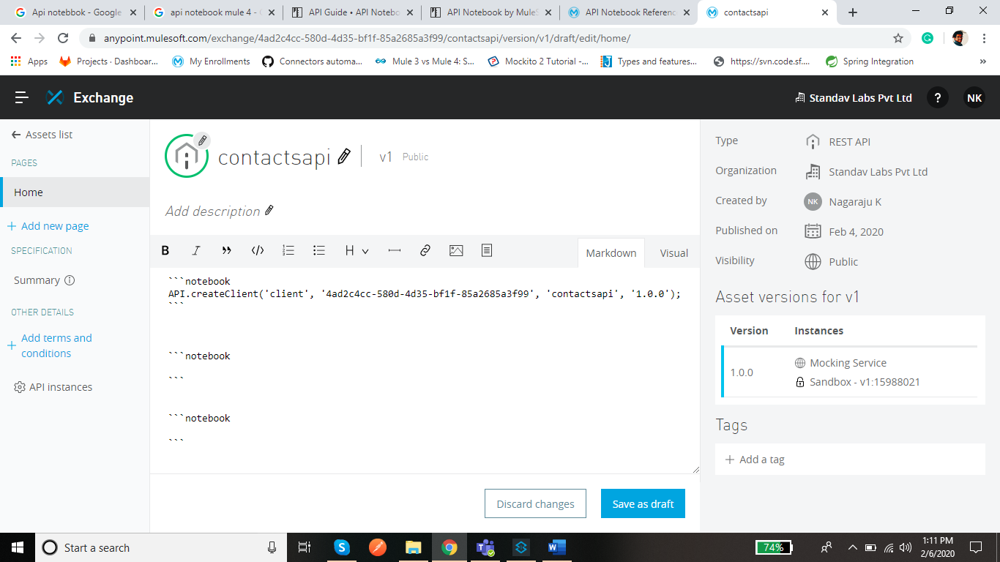 Api notebbok - Google
api notebook mule 4 -
API Guide • API Notebo
API Notebook by MuleS
API Notebook Referenc
contactsapi
anypoint.mulesoft.com/exchange/4ad2c4cc-580d-4d35-bf1f-85a2685a3f99/contactsapi/version/v1/draft/edit/home/
Apps
Projects · Dashboar...
My Enrollments
Connectors automa...
Mule 3 vs Mule 4: S...
Mockito 2 Tutorial -...
Types and features...
https://svn.code.sf....
Spring Integration
»
Exchange
Standav Labs Pvt Ltd
?
NK
Assets list
PAGES
Home
+ Add new page
SPECIFICATION
Summary
OTHER DETAILS
+ Add terms and
conditions
API instances
contactsapi
v1
Public
Add description
B
I
H
Markdown
Visual
```notebook
API.createClient('client', '4ad2c4cc-580d-4d35-bf1f-85a2685a3f99', 'contactsapi', '1.0.0');
```
```notebook
```
```notebook
```
Discard changes
Save as draft
Type
REST API
Organization
Standav Labs Pvt Ltd
Created by
NK
Nagaraju K
Published on
Feb 4, 2020
Visibility
Public
Asset versions for v1
Version
Instances
1.0.0
Mocking Service
Sandbox - v1:15988021
Tags
+ Add a tag
Start a search
74%
1:11 PM
2/6/2020